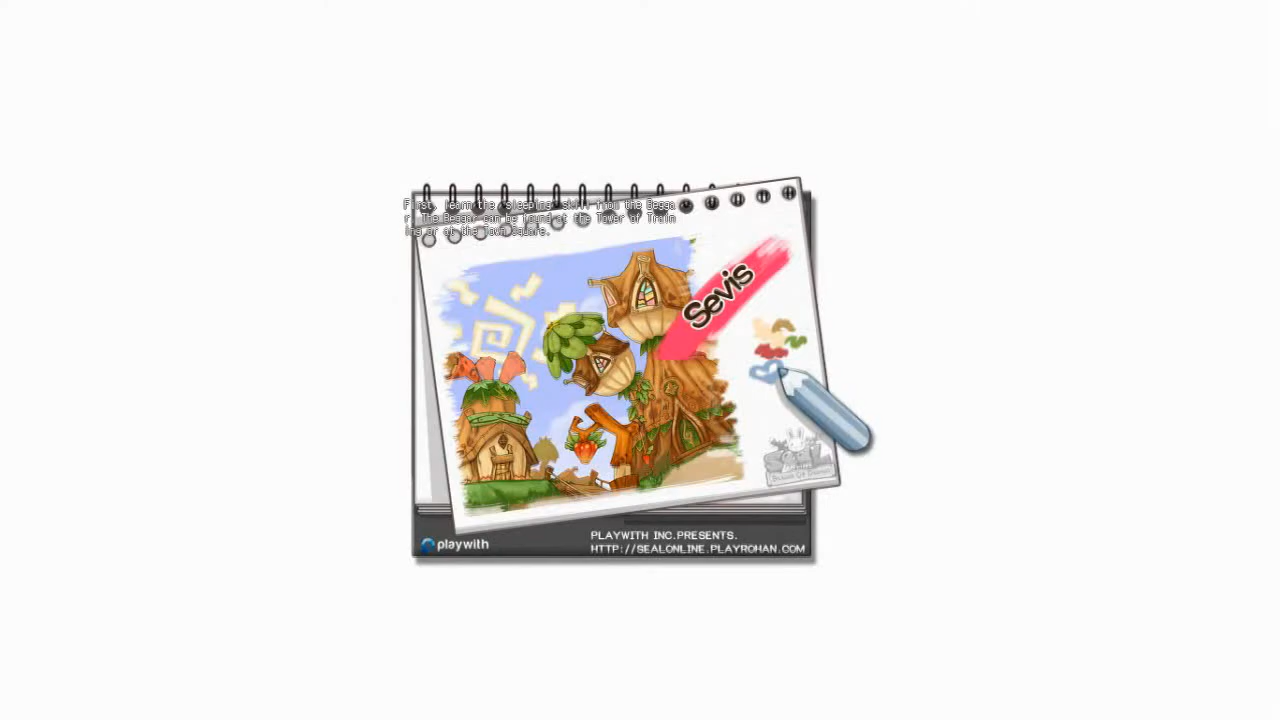 First, learn the 'sleeping' skill from the Begga
r. The Beggar can be found at the Tower of Train
ing or at the Town Square.
Sevis
playwith
PLAYWITH INC.PRESENTS.
HTTP://SEALONLINE.PLAYROHAN.COM